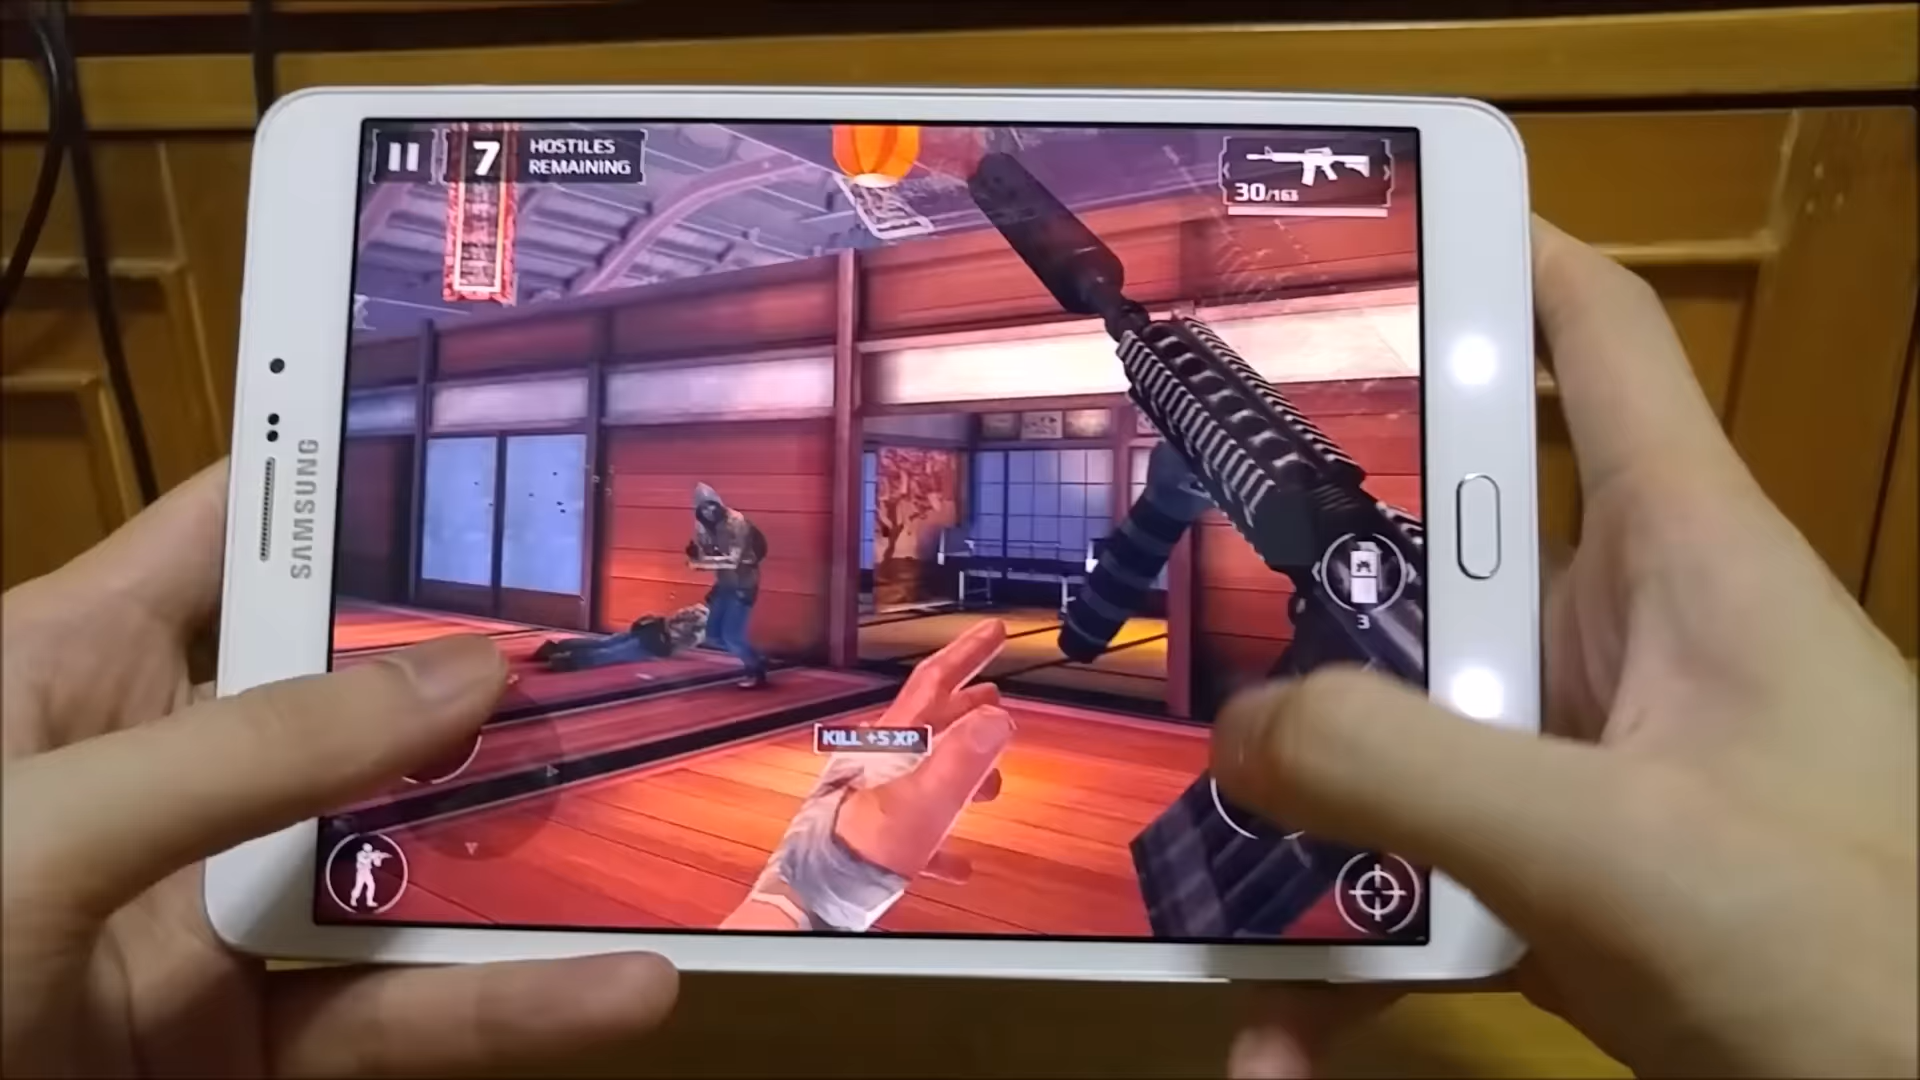 7
HOSTILES
REMAINING
30/163
SAMSUNG
3
KILL +5 XP